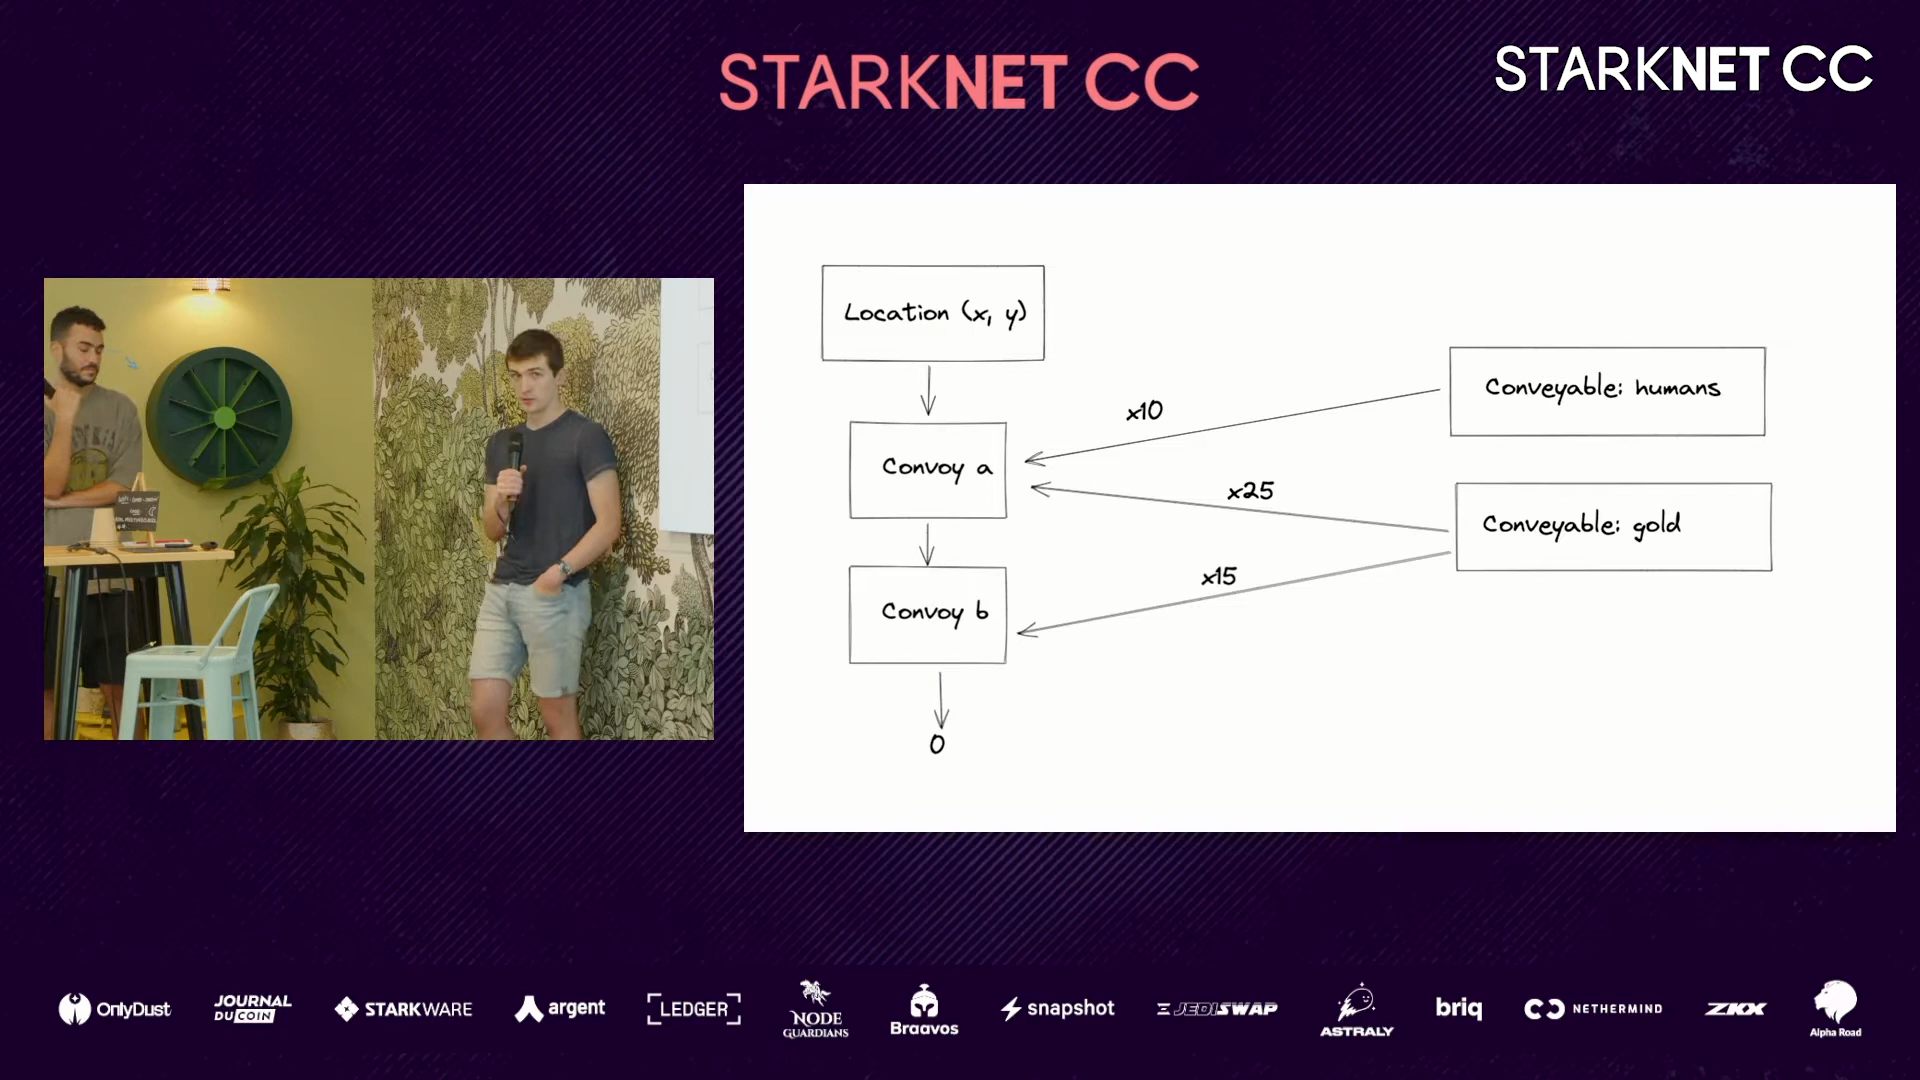 STARKNET CC
STARKNET CC
Location (x, y)
Conveyable: humans
x10
Convoy a
x25
Conveyable: gold
x15
Convoy b
0
OnlyDust
JOURNAL
DU COIN
STARKWARE
argent
LEDGER
NODE
GUARDIANS
Braavos
snapshot
JEDISWAP
ASTRALY
briq
NETHERMIND
ZKX
Alpha Road